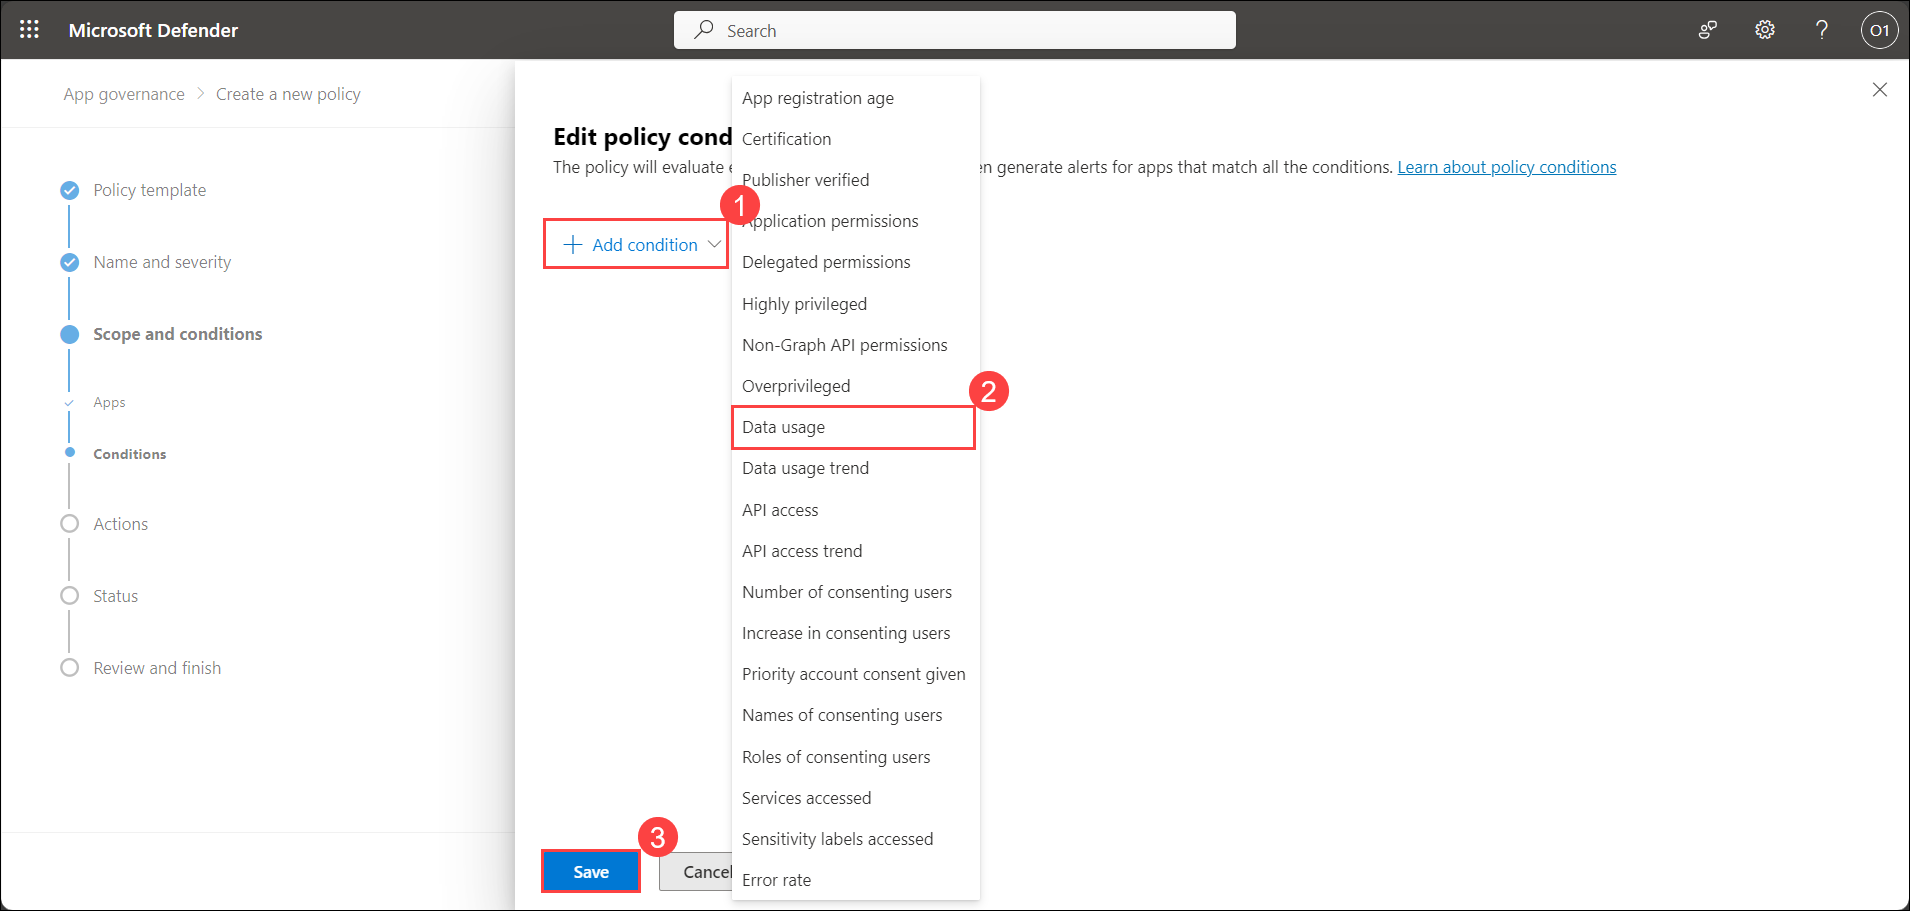 Microsoft Defender
Search
O1
App governance > Create a new policy
Policy template
Name and severity
Scope and conditions
Apps
Conditions
Actions
Status
Review and finish
Edit policy cond
The policy will evaluate e
en generate alerts for apps that match all the conditions. Learn about policy conditions
1
+ Add condition
App registration age
Certification
Publisher verified
Application permissions
Delegated permissions
Highly privileged
Non-Graph API permissions
Overprivileged
2
Data usage
Data usage trend
API access
API access trend
Number of consenting users
Increase in consenting users
Priority account consent given
Names of consenting users
Roles of consenting users
Services accessed
Sensitivity labels accessed
Error rate
3
Save
Cancel